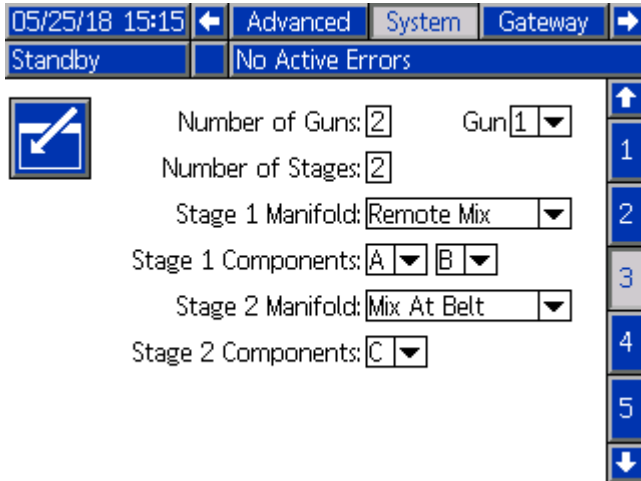 05/25/18 15:15 Advanced System Gateway
Standby No Active Errors
Number of Guns: 2 Gun 1
Number of Stages: 2
Stage 1 Manifold: Remote Mix
Stage 1 Components: A B
Stage 2 Manifold: Mix At Belt
Stage 2 Components: C
1
2
3
4
5